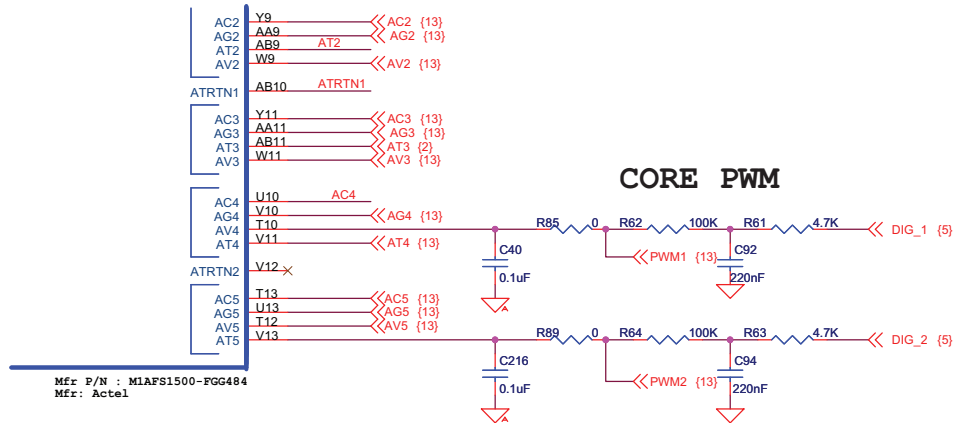 AC2 Y9 AC2 {13}
AG2 AA9 AG2 {13}
AT2 AB9 AT2
AV2 W9 AV2 {13}
ATRTN1 AB10 ATRTN1
AC3 Y11 AC3 {13}
AG3 AA11 AG3 {13}
AT3 AB11 AT3 {2}
AV3 W11 AV3 {13}
CORE PWM
AC4 U10 AC4
AG4 V10 AG4 {13}
AV4 T10 R85 0 R62 100K R61 4.7K DIG_1 {5}
AT4 V11 AT4 {13}
C40 PWM1 {13} C92
ATRTN2 V12
0.1uF 220nF
A
AC5 T13 AC5 {13}
AG5 U13 AG5 {13}
AV5 T12 AV5 {13}
AT5 V13 R89 0 R64 100K R63 4.7K DIG_2 {5}
C216 PWM2 {13} C94
0.1uF 220nF
A
Mfr P/N : M1AFS1500-FGG484
Mfr: Actel